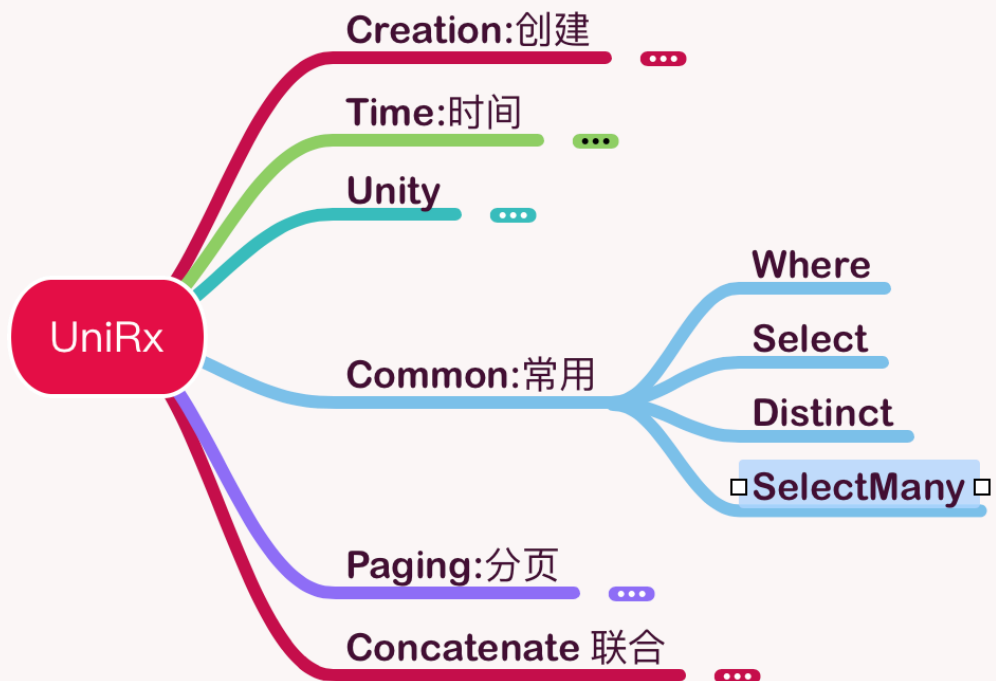 Creation:创建
Time:时间
Unity
UniRx
Common:常用
Where
Select
Distinct
SelectMany
Paging:分页
Concatenate 联合